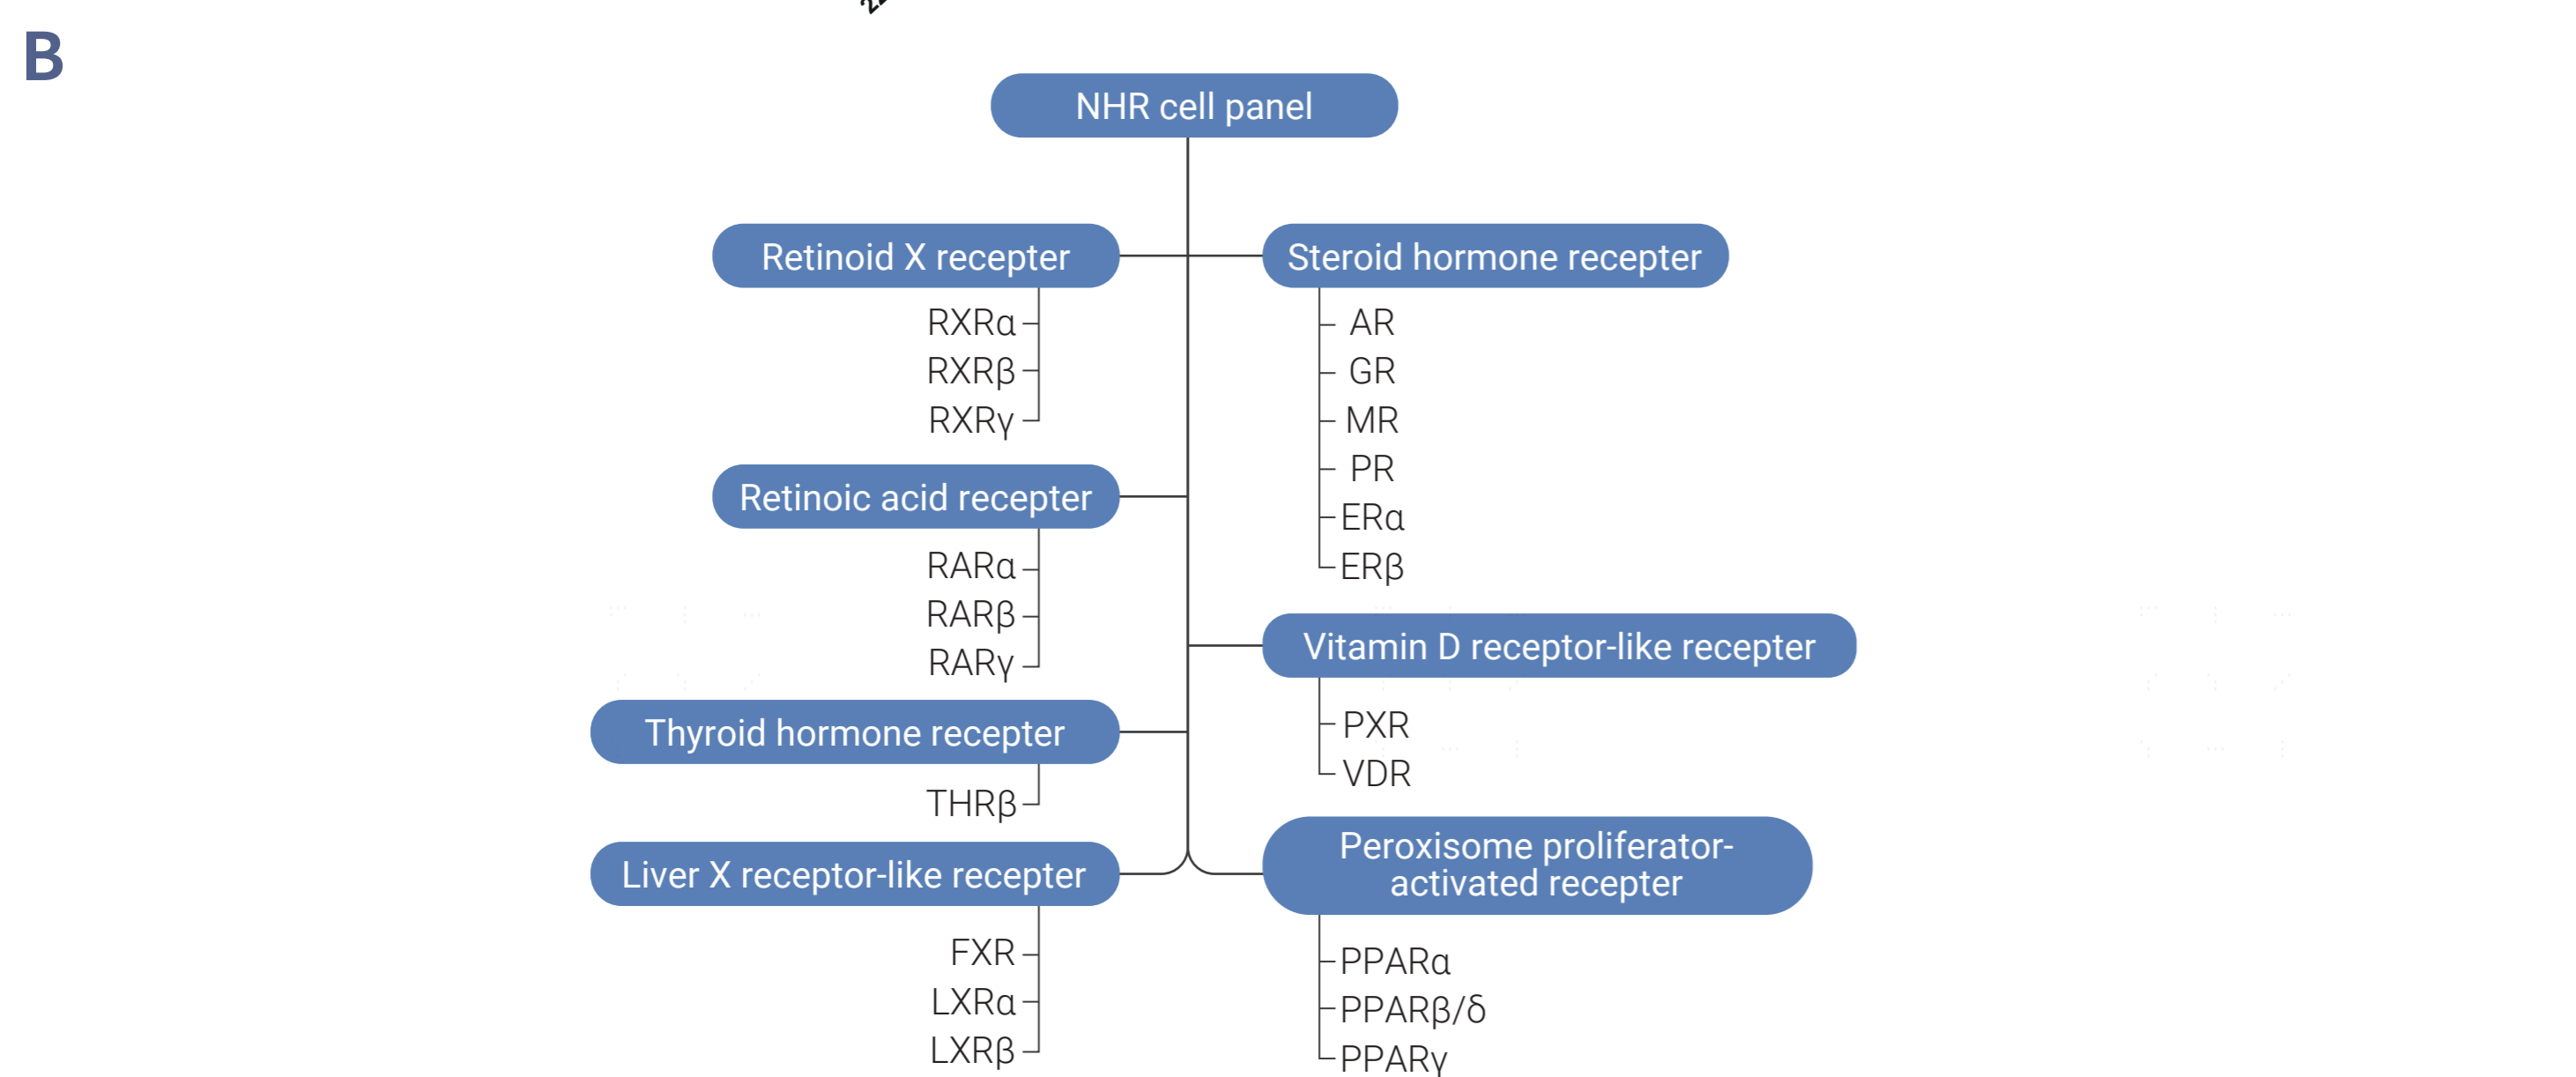 B
NHR cell panel
Retinoid X recepter
RXRα
RXRβ
RXRγ
Retinoic acid recepter
RARα
RARβ
RARγ
Thyroid hormone recepter
THRβ
Liver X receptor-like recepter
FXR
LXRα
LXRβ
Steroid hormone recepter
AR
GR
MR
PR
ERα
ERβ
Vitamin D receptor-like recepter
PXR
VDR
Peroxisome proliferator-
activated recepter
PPARα
PPARβ/δ
PPARγ